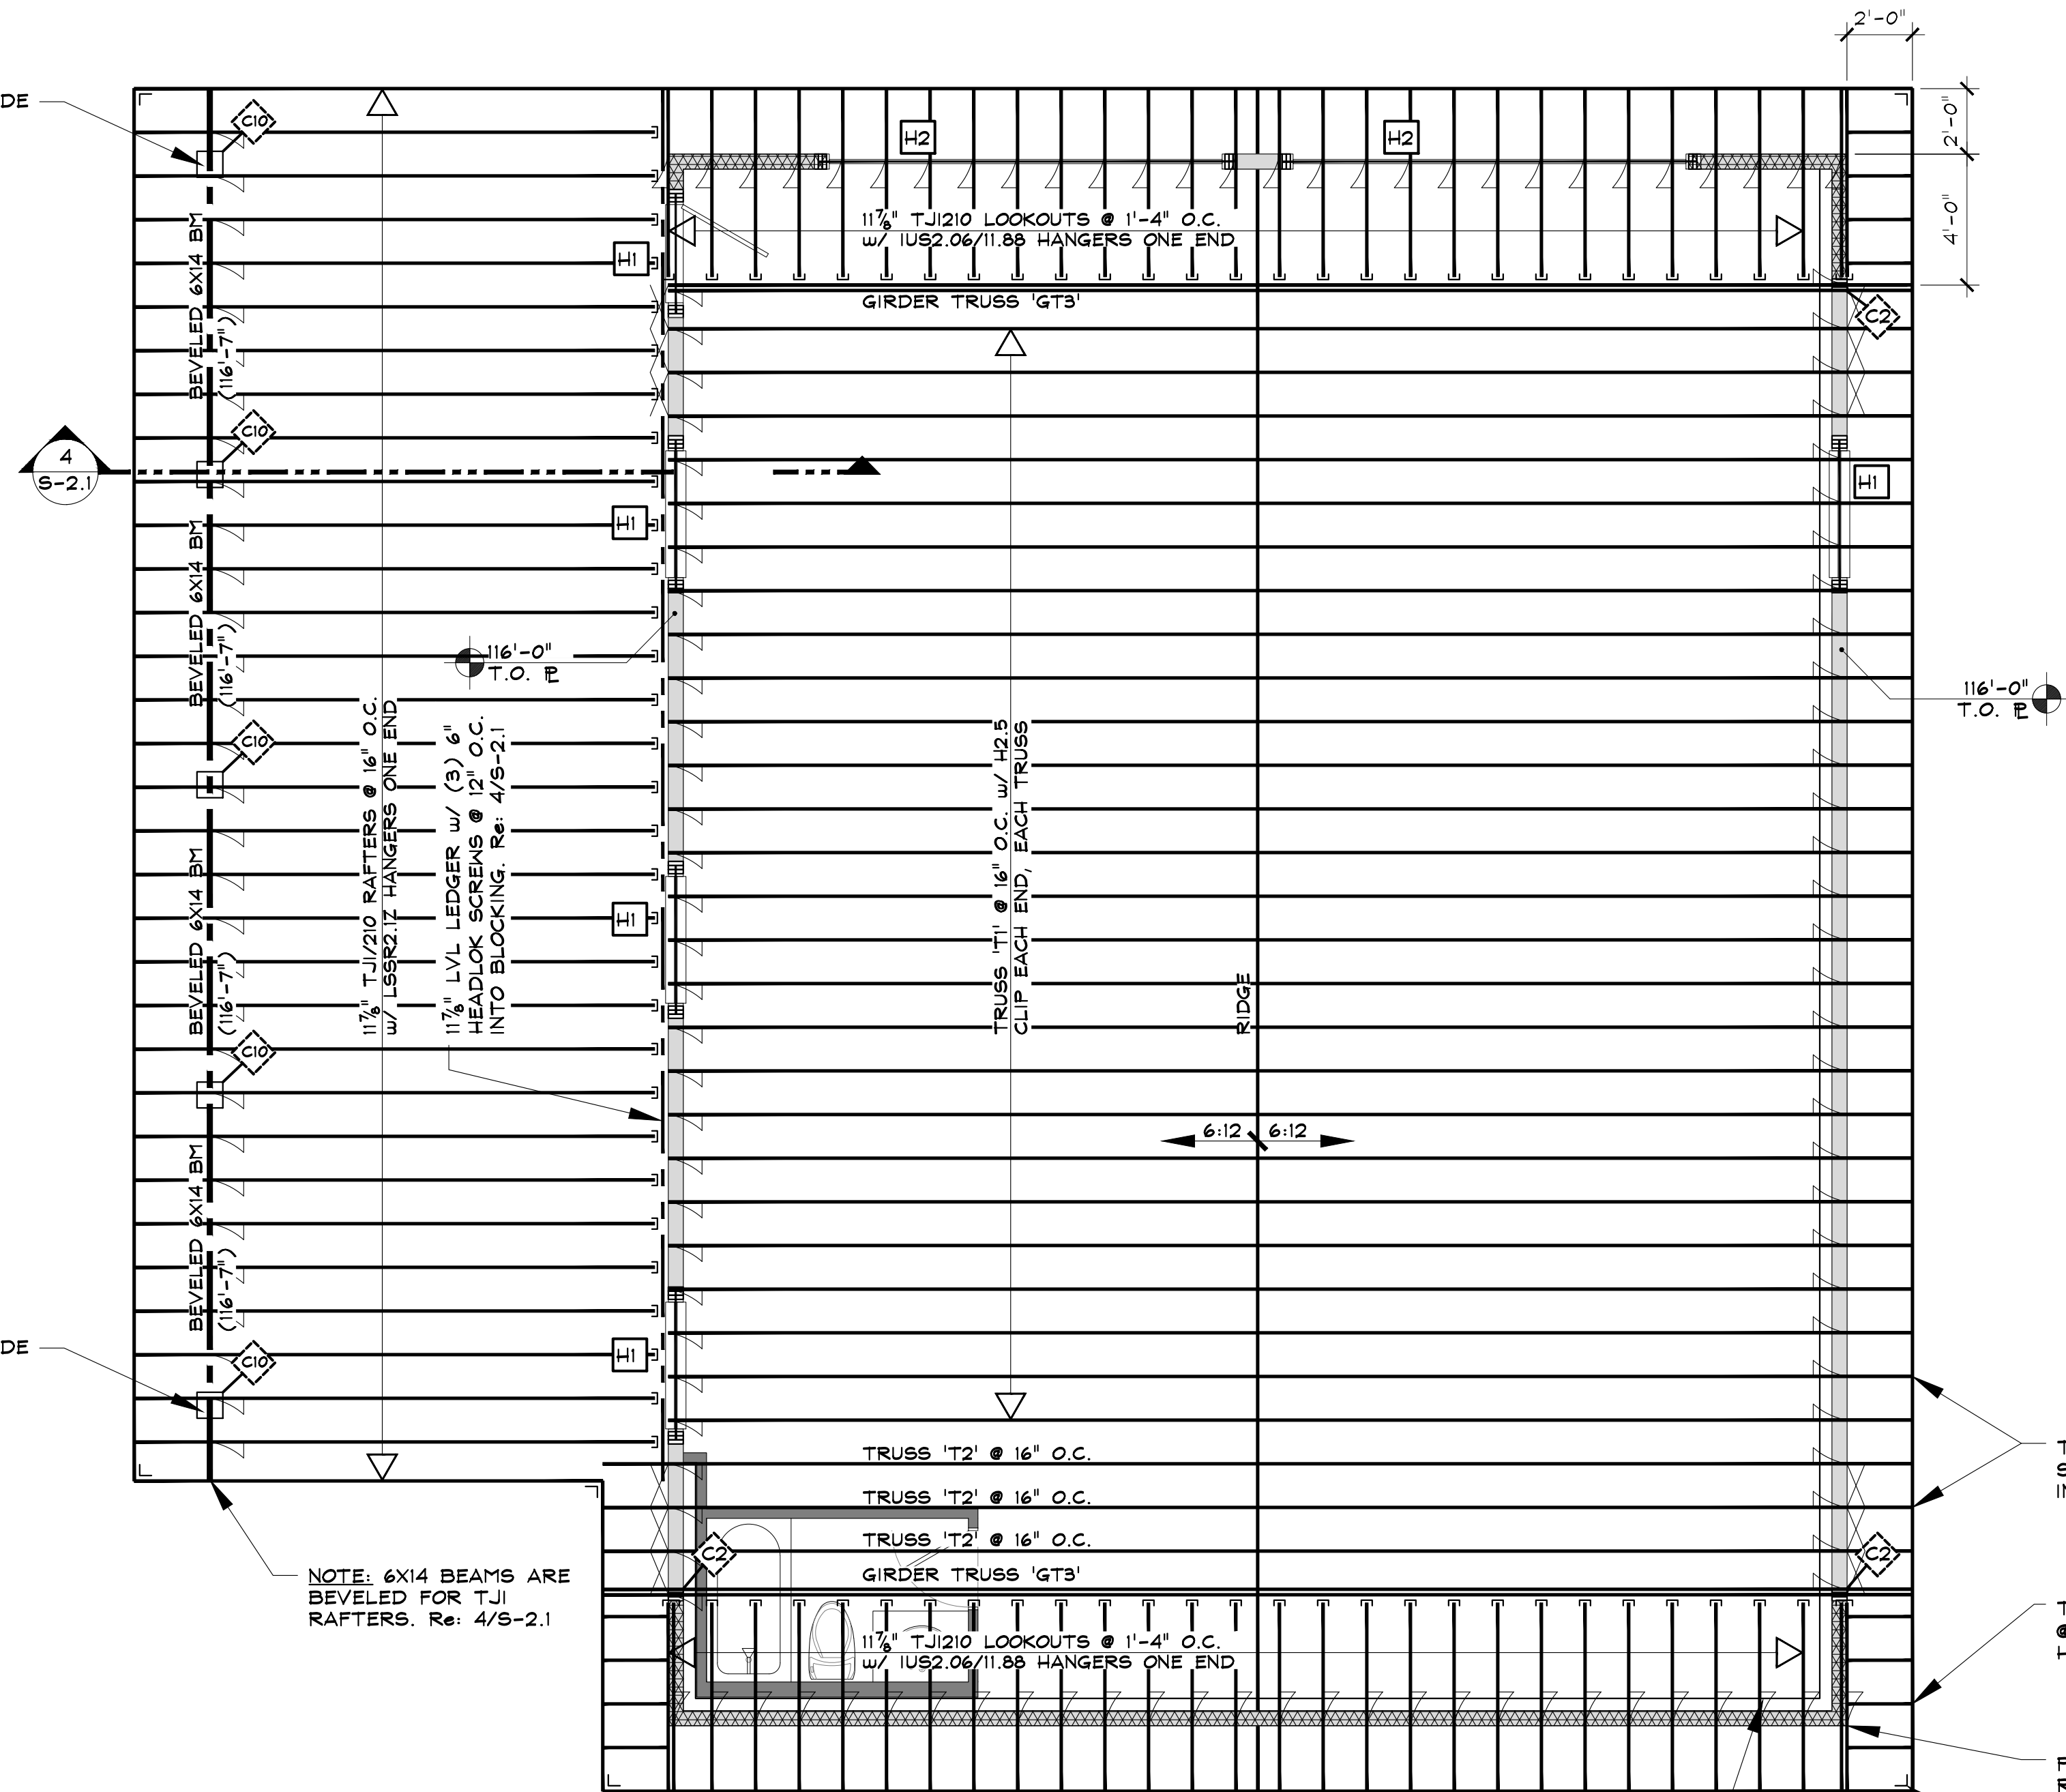 2'-0"
DE
C10
H2
H2
2'-0"
4'-0"
11⅞" TJI210 LOOKOUTS @ 1'-4" O.C.
w/ IUS2.06/11.88 HANGERS ONE END
H1
GIRDER TRUSS 'GT3'
C2
BEVELED 6X14 BM
(116'-7")
C10
4
S-2.1
H1
H1
BEVELED 6X14 BM
(116'-7")
116'-0"
T.O. PL
116'-0"
T.O. PL
C10
11⅞" TJI/210 RAFTERS @ 16" O.C.
w/ LSSR2.1Z HANGERS ONE END
11⅞" LVL LEDGER w/ (3) 6"
HEADLOK SCREWS @ 12" O.C.
INTO BLOCKING. Re: 4/S-2.1
TRUSS 'T1' @ 16" O.C. w/ H2.5
CLIP EACH END, EACH TRUSS
RIDGE
BEVELED 6X14 BM
(116'-7")
H1
C10
6:12
6:12
BEVELED 6X14 BM
(116'-7")
DE
C10
H1
TRUSS 'T2' @ 16" O.C.
TRUSS 'T2' @ 16" O.C.
TRUSS 'T2' @ 16" O.C.
C2
C2
GIRDER TRUSS 'GT3'
NOTE: 6X14 BEAMS ARE
BEVELED FOR TJI
RAFTERS. Re: 4/S-2.1
11⅞" TJI210 LOOKOUTS @ 1'-4" O.C.
w/ IUS2.06/11.88 HANGERS ONE END